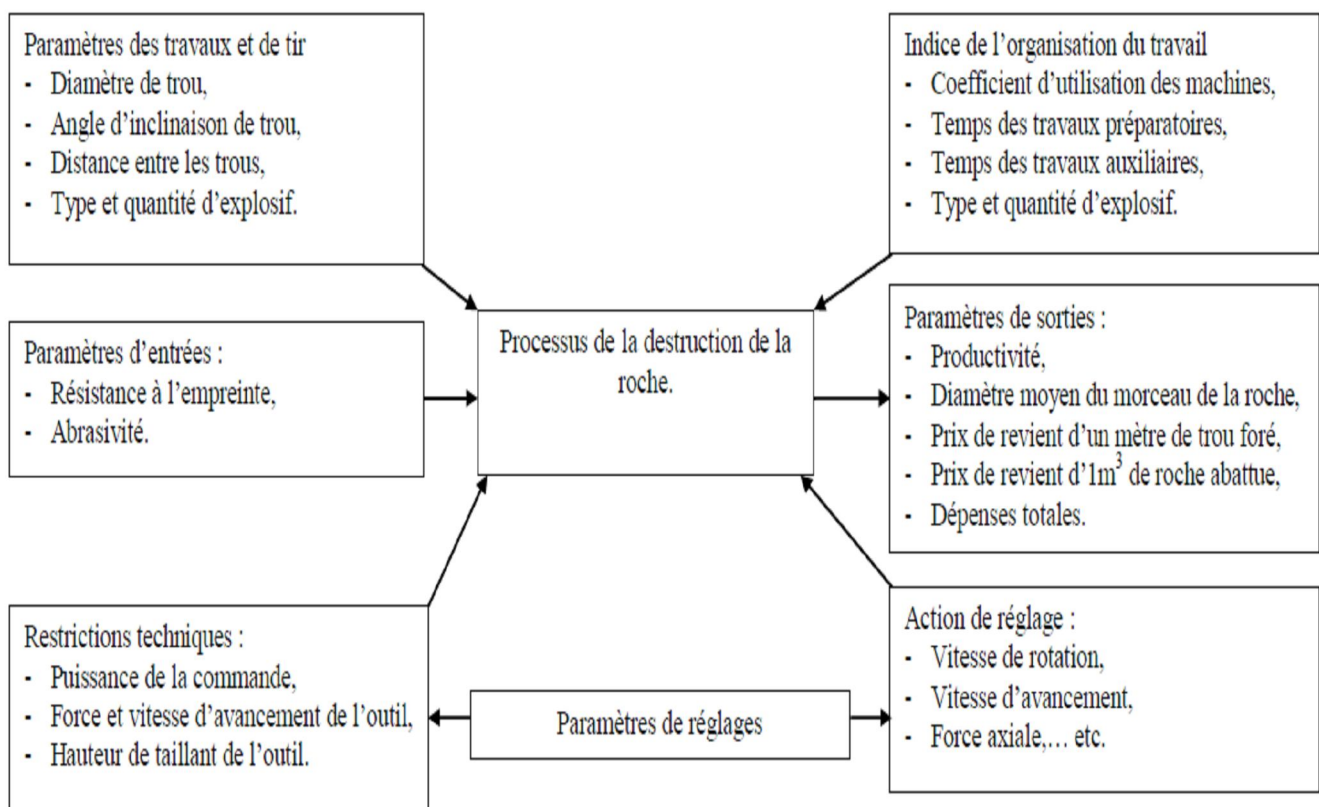 Paramètres des travaux et de tir
- Diamètre de trou,
- Angle d'inclinaison de trou,
- Distance entre les trous,
- Type et quantité d'explosif.
Indice de l'organisation du travail
- Coefficient d'utilisation des machines,
- Temps des travaux préparatoires,
- Temps des travaux auxiliaires,
- Type et quantité d'explosif.
Paramètres d'entrées :
- Résistance à l'empreinte,
- Abrasivité.
Processus de la destruction de la
roche.
Paramètres de sorties :
- Productivité,
- Diamètre moyen du morceau de la roche,
- Prix de revient d'un mètre de trou foré,
- Prix de revient d'1m³ de roche abattue,
- Dépenses totales.
Restrictions techniques :
- Puissance de la commande,
- Force et vitesse d'avancement de l'outil,
- Hauteur de taillant de l'outil.
Paramètres de réglages
Action de réglage :
- Vitesse de rotation,
- Vitesse d'avancement,
- Force axiale,... etc.